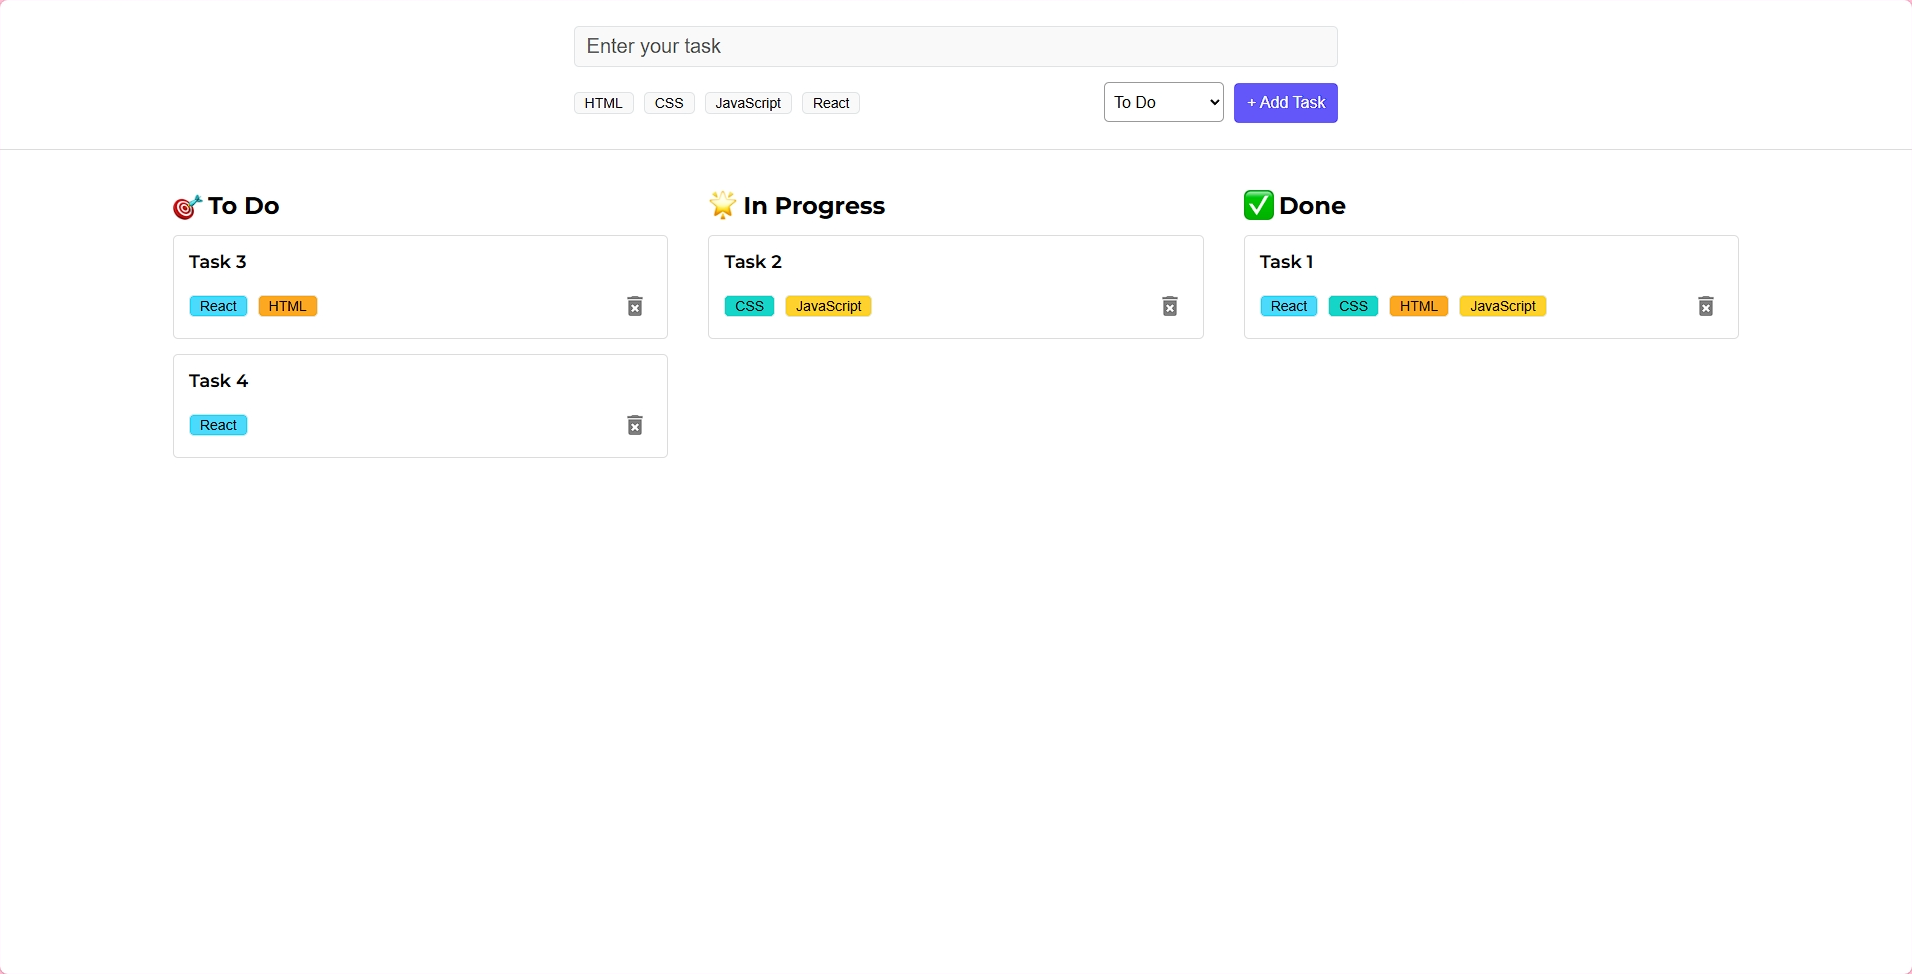 Enter your task
HTML CSS JavaScript React To Do + Add Task
To Do
Task 3
React HTML
Task 4
React
In Progress
Task 2
CSS JavaScript
Done
Task 1
React CSS HTML JavaScript